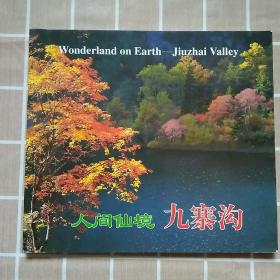 Wonderland on Earth—Jiuzhai Valley
人间仙境 九寨沟